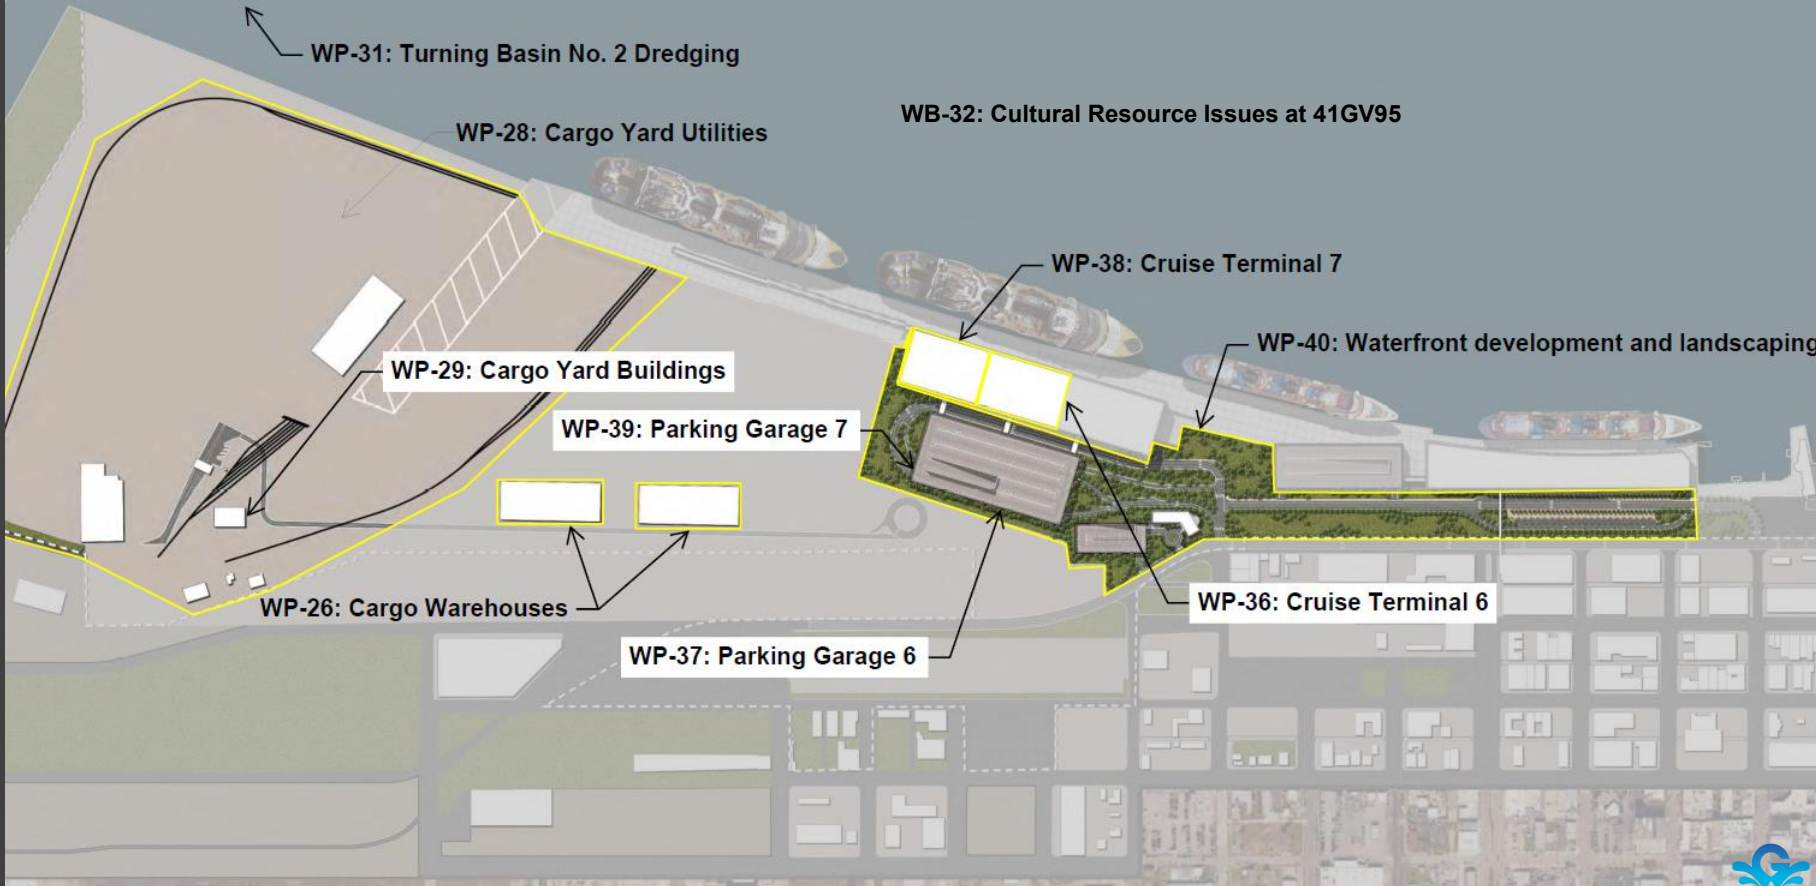 WP-31: Turning Basin No. 2 Dredging
WB-32: Cultural Resource Issues at 41GV95
WP-28: Cargo Yard Utilities
WP-38: Cruise Terminal 7
WP-40: Waterfront development and landscaping
WP-29: Cargo Yard Buildings
WP-39: Parking Garage 7
WP-26: Cargo Warehouses
WP-36: Cruise Terminal 6
WP-37: Parking Garage 6
G